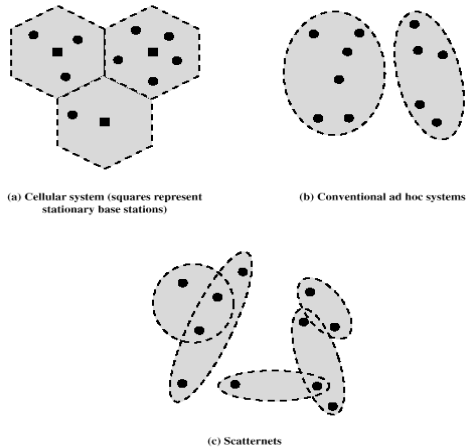 (a) Cellular system (squares represent
stationary base stations)
(b) Conventional ad hoc systems
(c) Scatternets